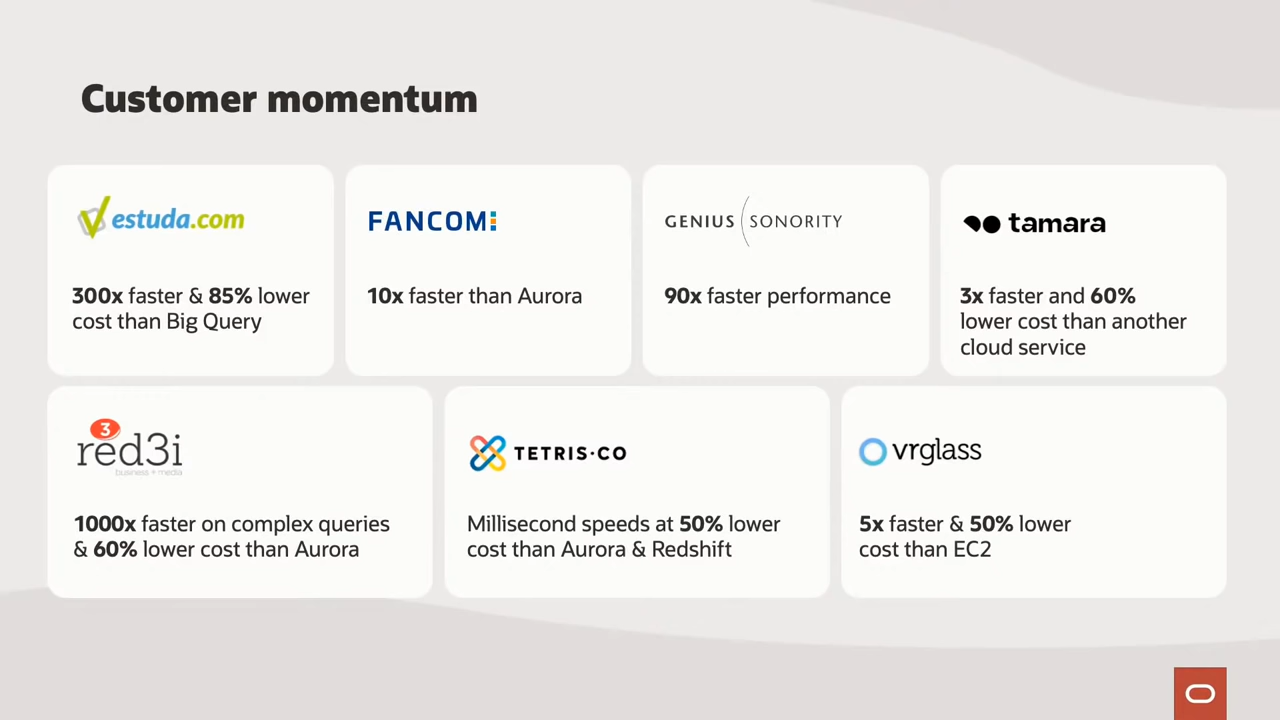 Customer momentum
estuda.com
FANCOM
GENIUS SONORITY
tamara
300x faster & 85% lower
cost than Big Query
10x faster than Aurora
90x faster performance
3x faster and 60%
lower cost than another
cloud service
3
red3i
business + media
TETRIS·CO
vrglass
1000x faster on complex queries
& 60% lower cost than Aurora
Millisecond speeds at 50% lower
cost than Aurora & Redshift
5x faster & 50% lower
cost than EC2